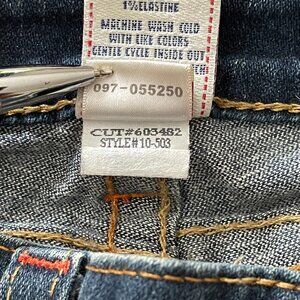 1% ELASTINE
MACHINE WASH COLD
WITH LIKE COLORS
GENTLE CYCLE INSIDE OUT
097-055250
CUT#603482
STYLE#10-503